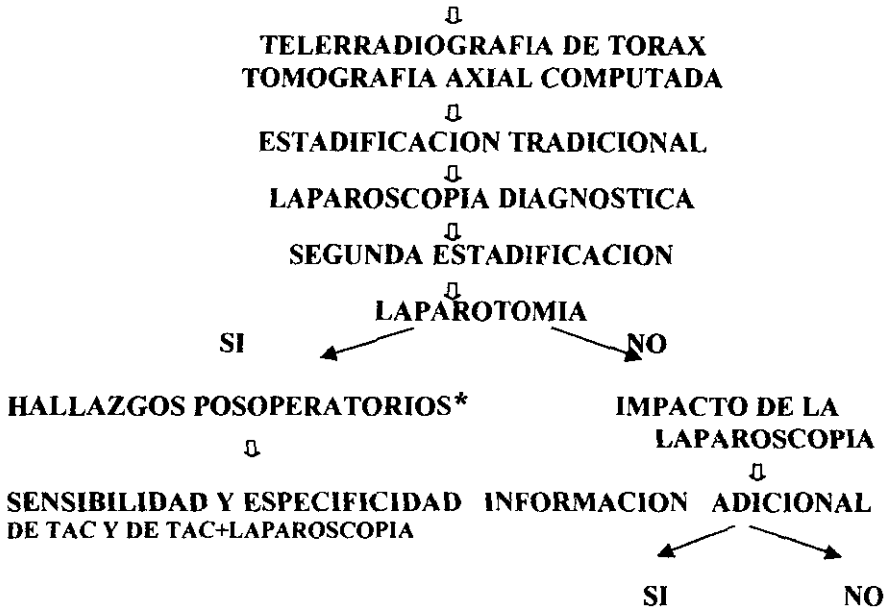 TELERRADIOGRAFIA DE TORAX
TOMOGRAFIA AXIAL COMPUTADA
ESTADIFICACION TRADICIONAL
LAPAROSCOPIA DIAGNOSTICA
SEGUNDA ESTADIFICACION
LAPAROTOMIA
SI NO
HALLAZGOS POSOPERATORIOS* IMPACTO DE LA
LAPAROSCOPIA
SENSIBILIDAD Y ESPECIFICIDAD INFORMACION ADICIONAL
DE TAC Y DE TAC+LAPAROSCOPIA
SI NO